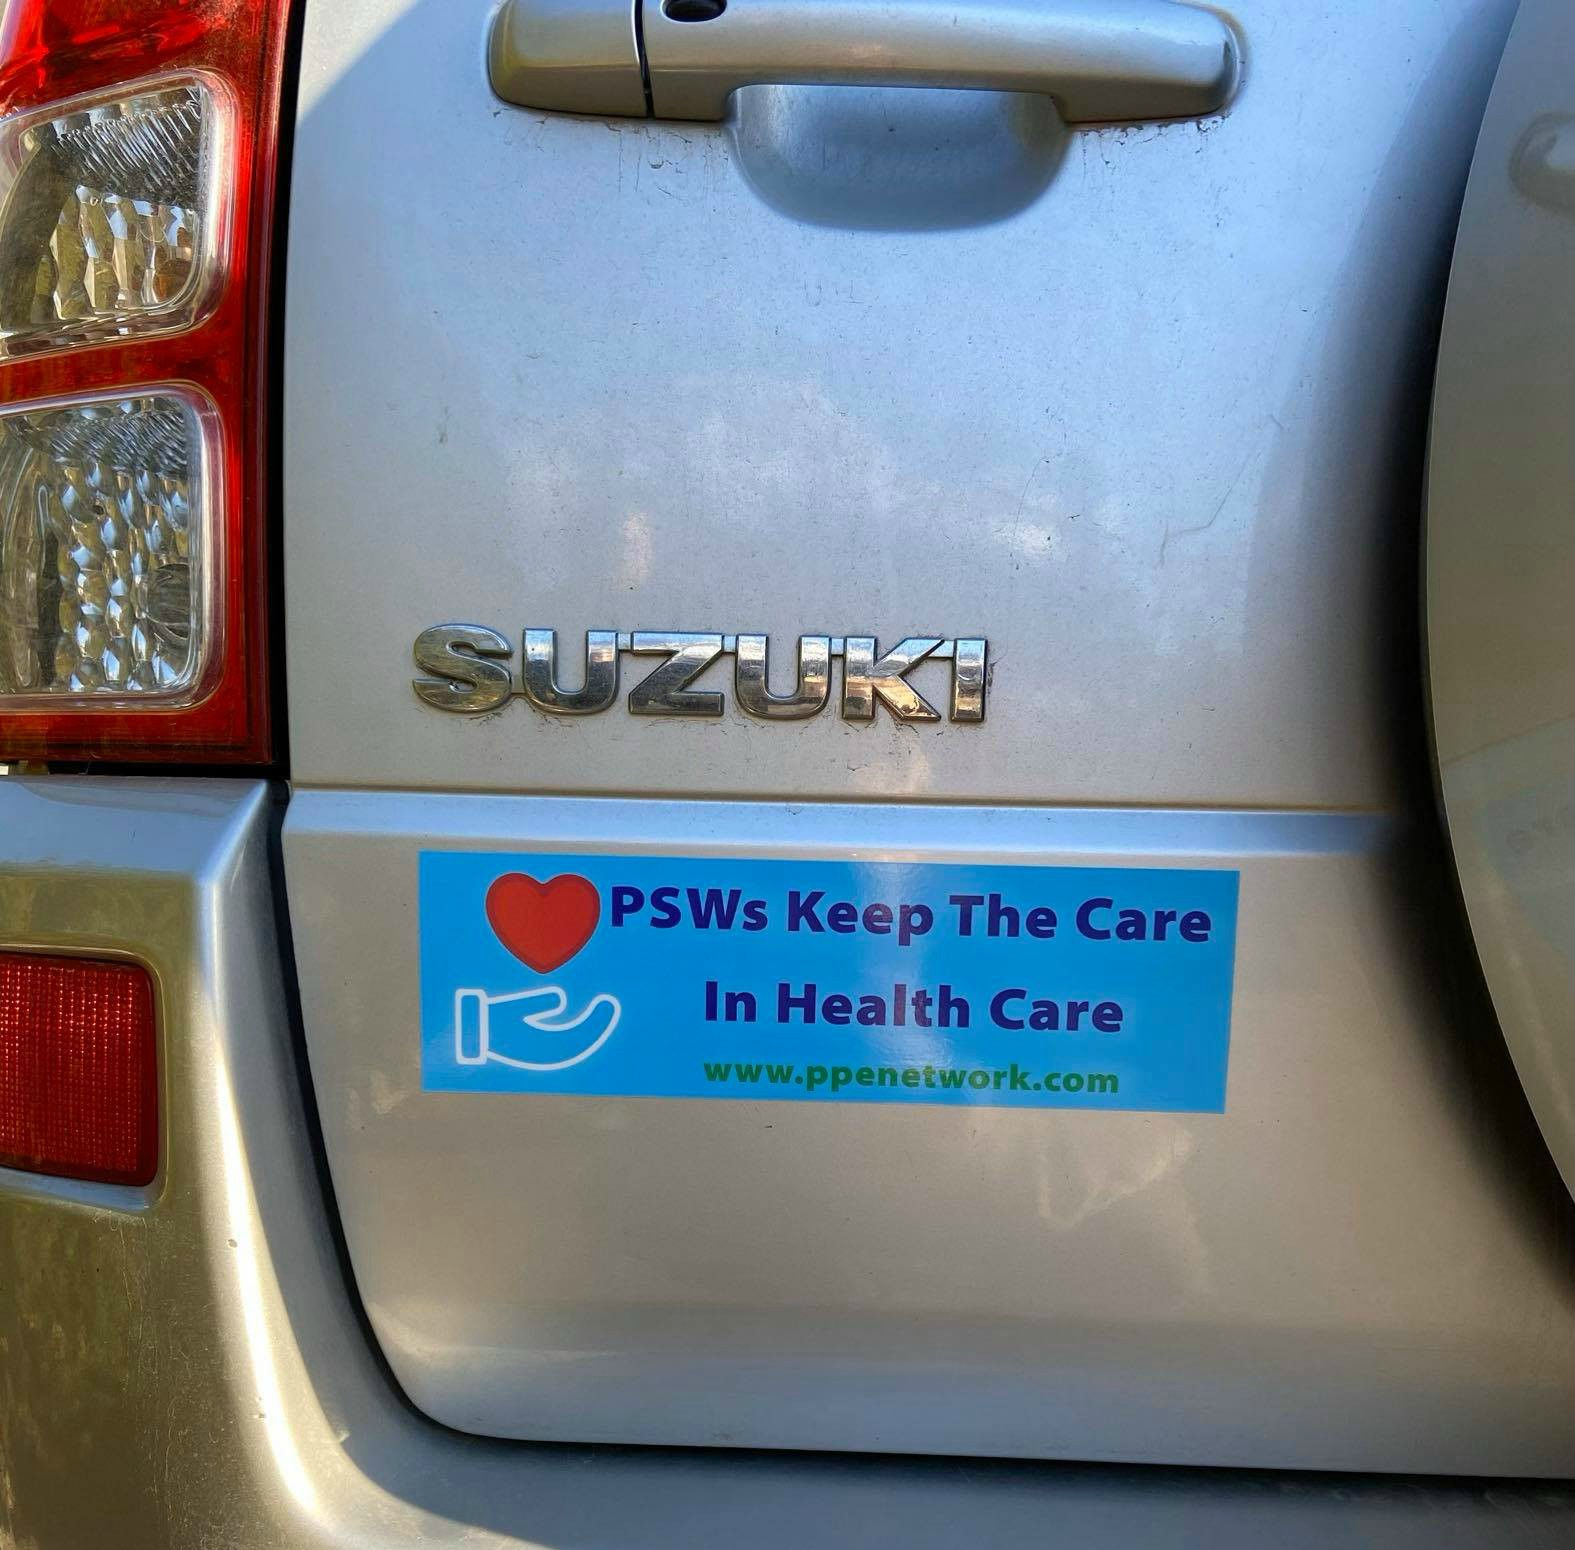 SUZUKI
PSWs Keep The Care
In Health Care
www.ppenetwork.com